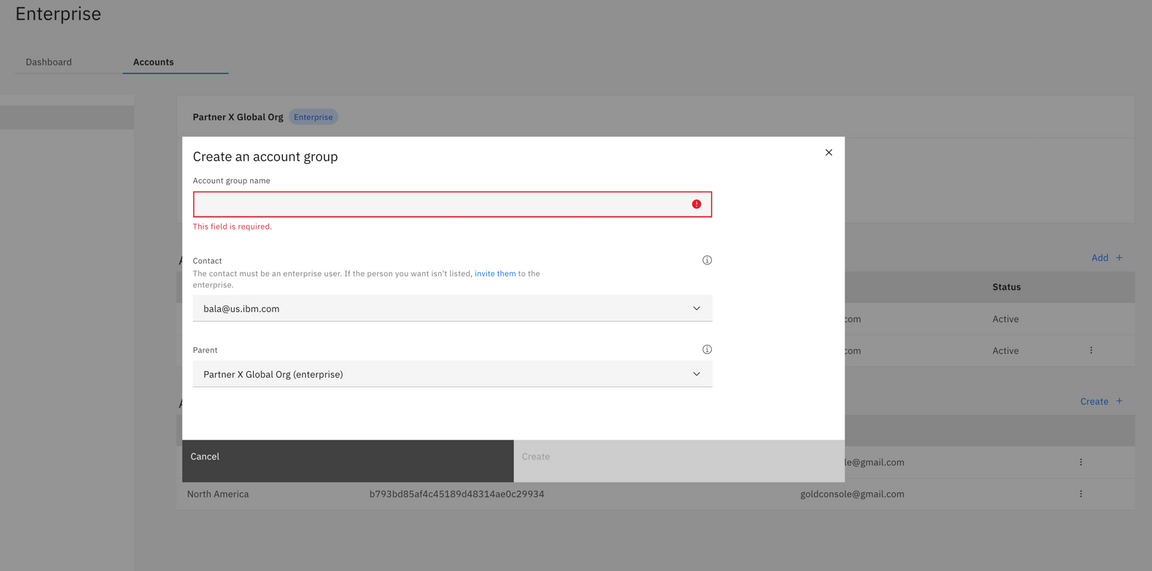 Enterprise
Dashboard Accounts
Partner X Global Org Enterprise
Create an account group
Account group name
This field is required.
Contact
The contact must be an enterprise user. If the person you want isn't listed, invite them to the
enterprise.
bala@us.ibm.com
Parent
Partner X Global Org (enterprise)
Cancel Create
Add +
Status
com Active
com Active
Create +
le@gmail.com
North America b793bd85af4c45189d48314ae0c29934 goldconsole@gmail.com